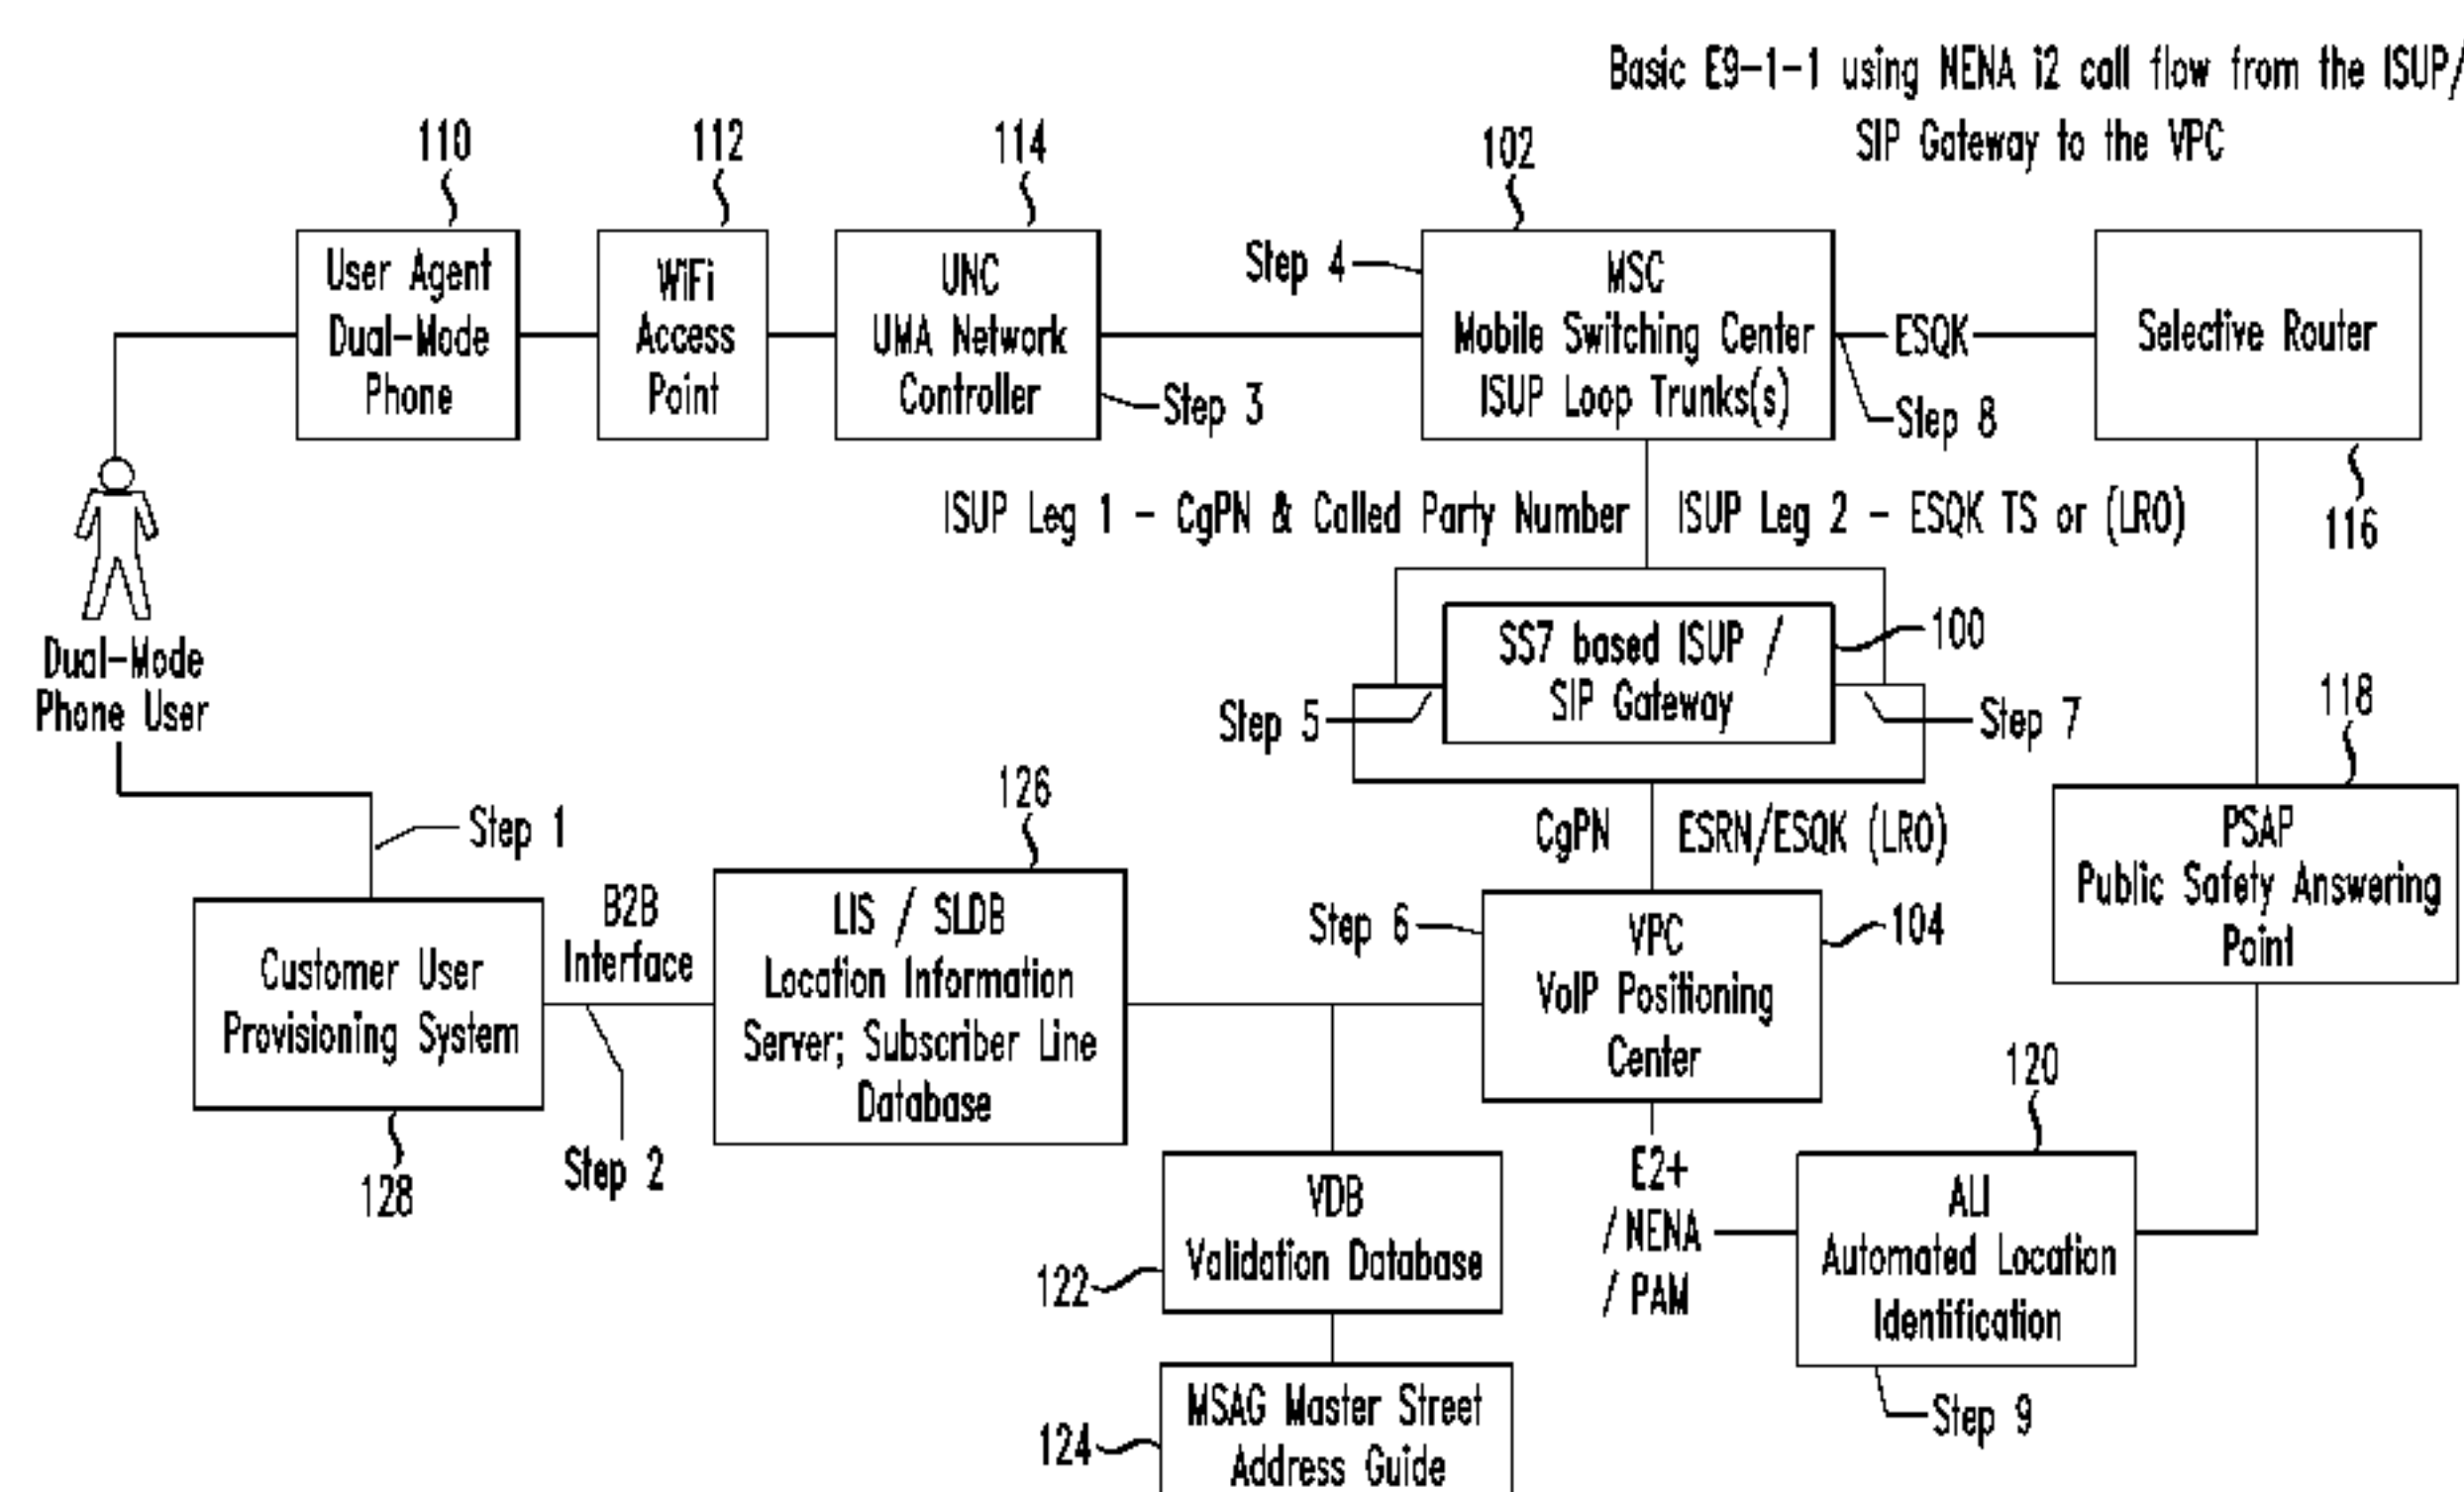 Basic E9-1-1 using NENA i2 call flow from the ISUP/
SIP Gateway to the VPC
110
112
114
102
User Agent
Dual-Mode
Phone
WiFi
Access
Point
UNC
UMA Network
Controller
Step 3
Step 4
MSC
Mobile Switching Center
ISUP Loop Trunks(s)
ESQK
Step 8
Selective Router
116
ISUP Leg 1 - CgPN & Called Party Number
ISUP Leg 2 - ESQK TS or (LRO)
Dual-Mode
Phone User
SS7 based ISUP /
SIP Gateway
100
Step 5
Step 7
118
Step 1
126
CgPN
ESRN/ESQK (LRO)
PSAP
Public Safety Answering
Point
Customer User
Provisioning System
128
B2B
Interface
Step 2
LIS / SLDB
Location Information
Server; Subscriber Line
Database
Step 6
VPC
VoIP Positioning
Center
104
120
E2+
/ NENA
/ PAM
ALI
Automated Location
Identification
Step 9
VDB
Validation Database
122
MSAG Master Street
Address Guide
124